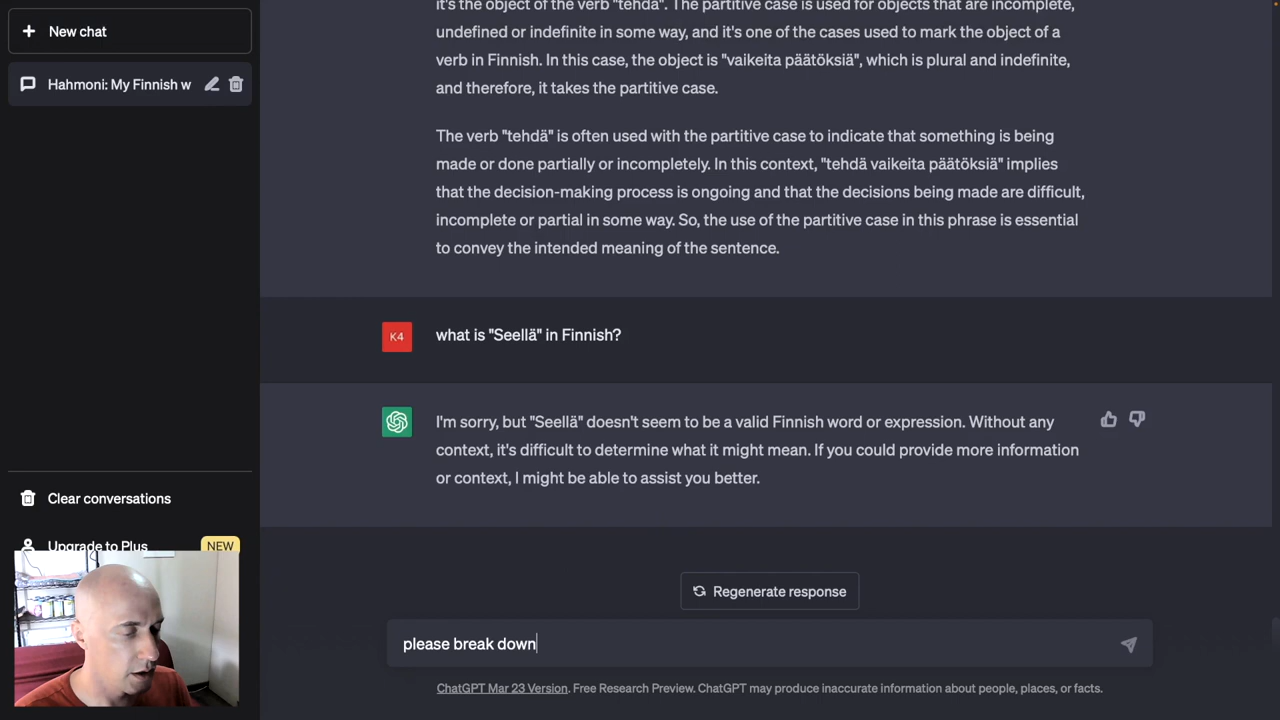 New chat
Hahmoni: My Finnish w
it's the object of the verb "tehdä". The partitive case is used for objects that are incomplete,
undefined or indefinite in some way, and it's one of the cases used to mark the object of a
verb in Finnish. In this case, the object is "vaikeita päätöksiä", which is plural and indefinite,
and therefore, it takes the partitive case.
The verb "tehdä" is often used with the partitive case to indicate that something is being
made or done partially or incompletely. In this context, "tehdä vaikeita päätöksiä" implies
that the decision-making process is ongoing and that the decisions being made are difficult,
incomplete or partial in some way. So, the use of the partitive case in this phrase is essential
to convey the intended meaning of the sentence.
K4
what is "Seellä" in Finnish?
I'm sorry, but "Seellä" doesn't seem to be a valid Finnish word or expression. Without any
context, it's difficult to determine what it might mean. If you could provide more information
or context, I might be able to assist you better.
Clear conversations
Upgrade to Plus NEW
Regenerate response
please break down
ChatGPT Mar 23 Version. Free Research Preview. ChatGPT may produce inaccurate information about people, places, or facts.